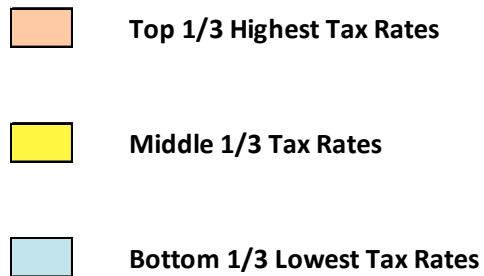 Top 1/3 Highest Tax Rates
Middle 1/3 Tax Rates
Bottom 1/3 Lowest Tax Rates